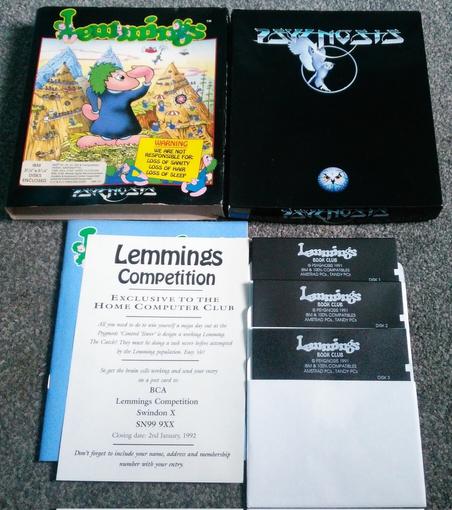 Lemmings
TM
PSYGNOSIS
WARNING
WE ARE NOT
RESPONSIBLE FOR:
LOSS OF SANITY
LOSS OF HAIR
LOSS OF SLEEP
IBM
DISKS
ENCLOSED
PSYGNOSIS
PSYGNOSIS
Lemmings
Competition
EXCLUSIVE TO THE
HOME COMPUTER CLUB
All you need to do to win yourself a major day out at the
Psygnosis "Control Tower" is design a working Lemming.
The Catch? They must be doing a task never before attempted
by the Lemming population. Easy 'eh?
So get the brain cells working and send your entry
on a post card to:
BCA
Lemmings Competition
Swindon X
SN99 9XX
Closing date: 2nd January, 1992
Don't forget to include your name, address and membership
number with your entry.
Lemmings
BOOK CLUB
© PSYGNOSIS 1991
IBM & 100% COMPATIBLES
AMSTRAD PCs, TANDY PCs
DISK 1
Lemmings
BOOK CLUB
© PSYGNOSIS 1991
IBM & 100% COMPATIBLES
AMSTRAD PCs, TANDY PCs
DISK 2
Lemmings
BOOK CLUB
© PSYGNOSIS 1991
IBM & 100% COMPATIBLES
AMSTRAD PCs, TANDY PCs
DISK 3